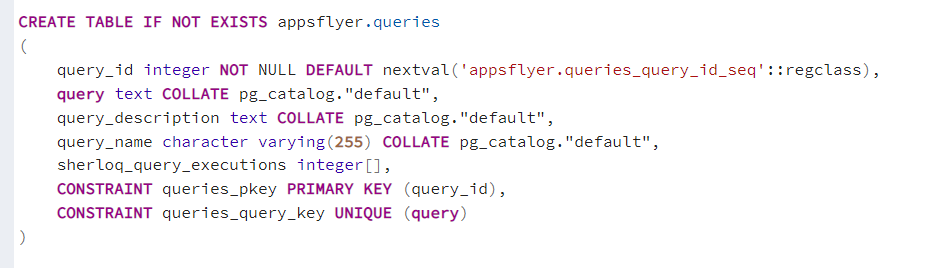 CREATE TABLE IF NOT EXISTS appsflyer.queries
(
    query_id integer NOT NULL DEFAULT nextval('appsflyer.queries_query_id_seq'::regclass),
    query text COLLATE pg_catalog."default",
    query_description text COLLATE pg_catalog."default",
    query_name character varying(255) COLLATE pg_catalog."default",
    sherloq_query_executions integer[],
    CONSTRAINT queries_pkey PRIMARY KEY (query_id),
    CONSTRAINT queries_query_key UNIQUE (query)
)